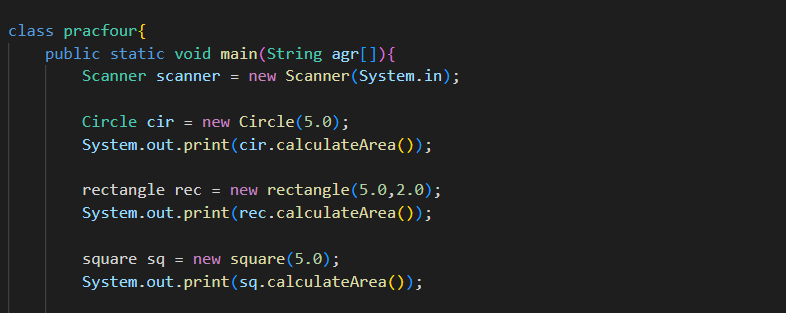 class pracfour{
public static void main(String agr[]){
Scanner scanner = new Scanner(System.in);
Circle cir = new Circle(5.0);
System.out.print(cir.calculateArea());
rectangle rec = new rectangle(5.0,2.0);
System.out.print(rec.calculateArea());
square sq = new square(5.0);
System.out.print(sq.calculateArea());